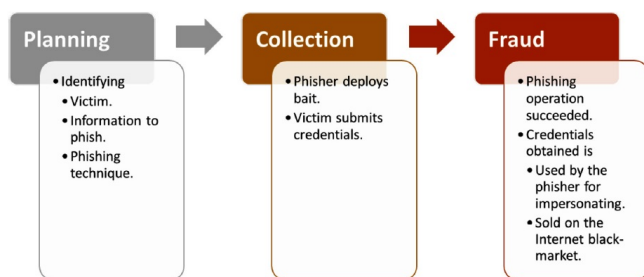 Planning
• Identifying
• Victim.
• Information to
phish.
• Phishing
technique.
Collection
• Phisher deploys
bait.
• Victim submits
credentials.
Fraud
• Phishing
operation
succeeded.
• Credentials
obtained is
• Used by the
phisher for
impersonating.
• Sold on the
Internet black-
market.